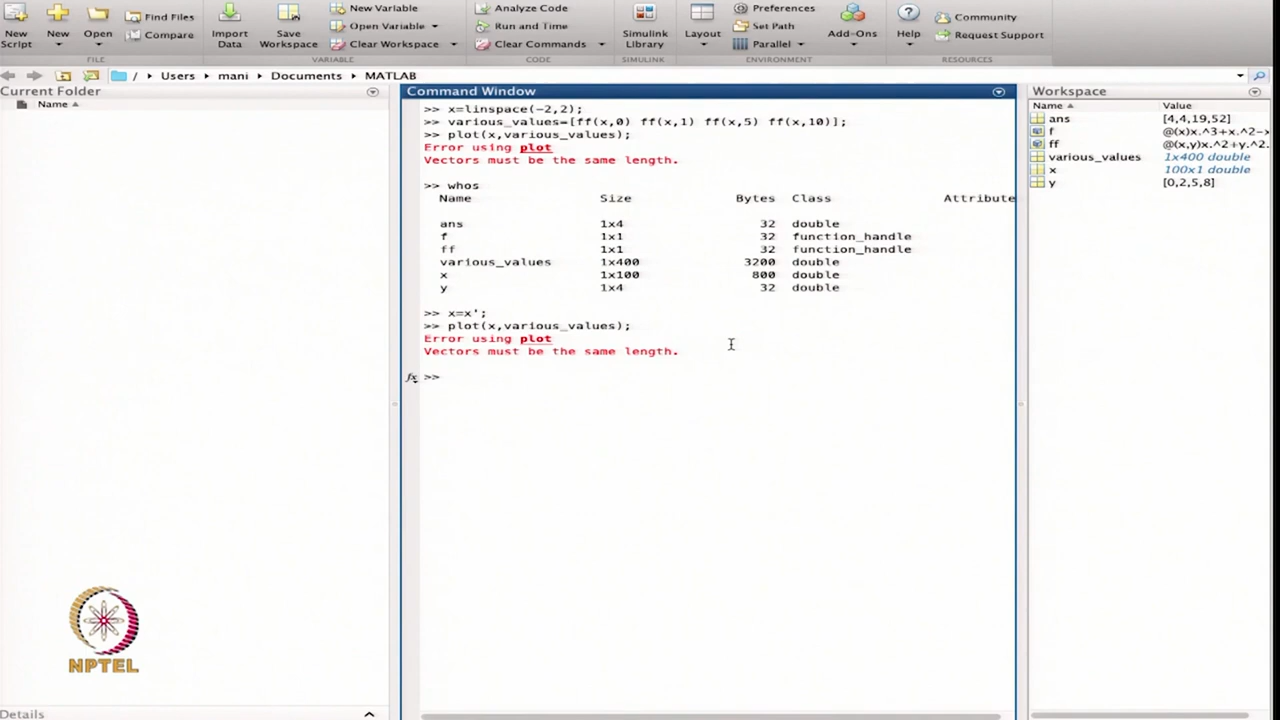 New Script
New
Open
Find Files
Compare
FILE
Import Data
Save Workspace
New Variable
Open Variable
Clear Workspace
VARIABLE
Analyze Code
Run and Time
Clear Commands
CODE
Simulink Library
SIMULINK
Layout
Preferences
Set Path
Parallel
ENVIRONMENT
Add-Ons
Help
Community
Request Support
RESOURCES
/ Users mani Documents MATLAB
Current Folder
Name
Command Window
>> x=linspace(-2,2);
>> various_values=[ff(x,0) ff(x,1) ff(x,5) ff(x,10)];
>> plot(x,various_values);
Error using plot
Vectors must be the same length.
>> whos
Name Size Bytes Class Attribute
ans 1x4 32 double
f 1x1 32 function_handle
ff 1x1 32 function_handle
various_values 1x400 3200 double
x 1x100 800 double
y 1x4 32 double
>> x=x';
>> plot(x,various_values);
Error using plot
Vectors must be the same length.
fx >>
Workspace
Name Value
ans [4,4,19,52]
f @(x)x.^3+x.^2-x
ff @(x,y)x.^2+y.^2.
various_values 1x400 double
x 100x1 double
y [0,2,5,8]
NPTEL
Details